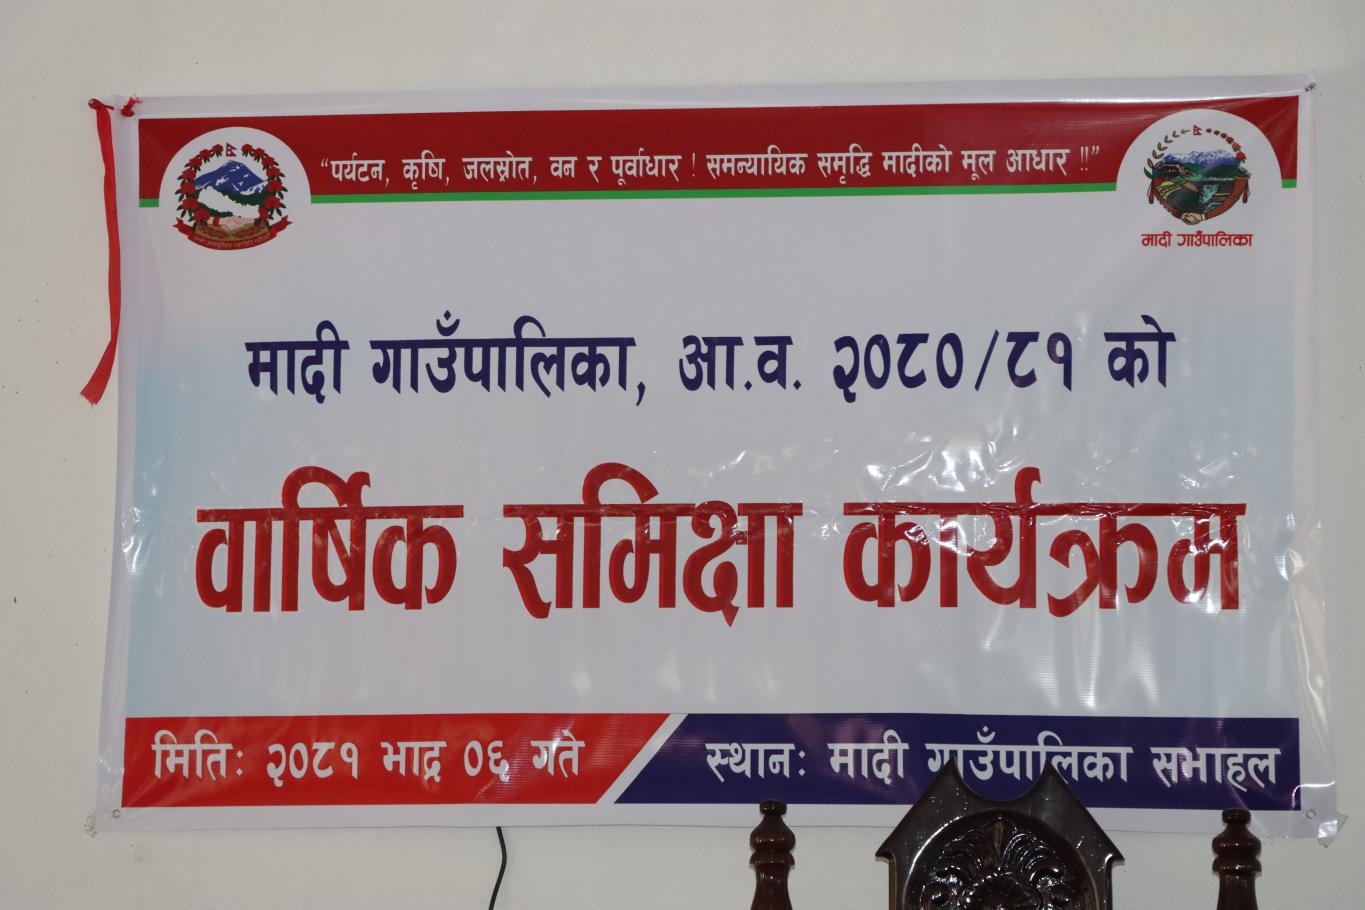 “पर्यटन, कृषि, जलस्रोत, वन र पूर्वाधार ! समन्यायिक समृद्धि मादीको मूल आधार !!”
मादी गाउँपालिका
मादी गाउँपालिका, आ.व. २०८०/८१ को
वार्षिक समिक्षा कार्यक्रम
मितिः २०८१ भाद्र ०६ गते
स्थानः मादी गाउँपालिका सभाहल